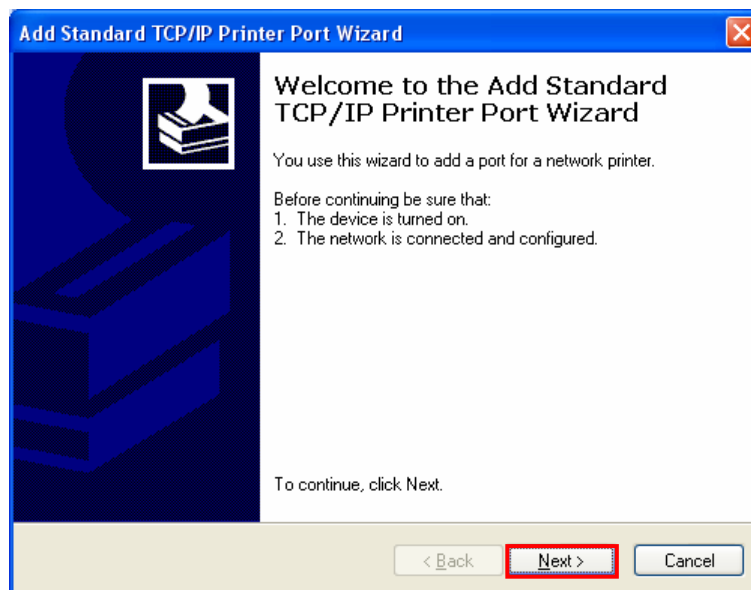 Add Standard TCP/IP Printer Port Wizard
Welcome to the Add Standard
TCP/IP Printer Port Wizard
You use this wizard to add a port for a network printer.
Before continuing be sure that:
1. The device is turned on.
2. The network is connected and configured.
To continue, click Next.
< Back
Next >
Cancel